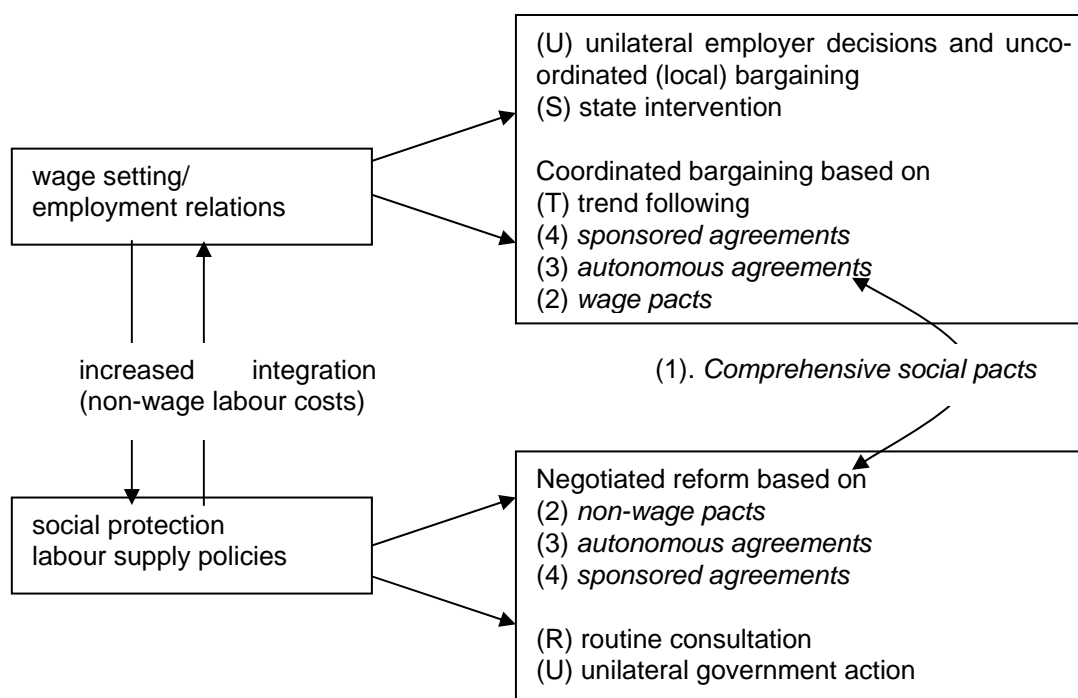 (U) unilateral employer decisions and unco-
ordinated (local) bargaining
(S) state intervention
Coordinated bargaining based on
(T) trend following
(4) sponsored agreements
(3) autonomous agreements
(2) wage pacts
wage setting/
employment relations
increased integration
(non-wage labour costs)
(1). Comprehensive social pacts
social protection
labour supply policies
Negotiated reform based on
(2) non-wage pacts
(3) autonomous agreements
(4) sponsored agreements
(R) routine consultation
(U) unilateral government action